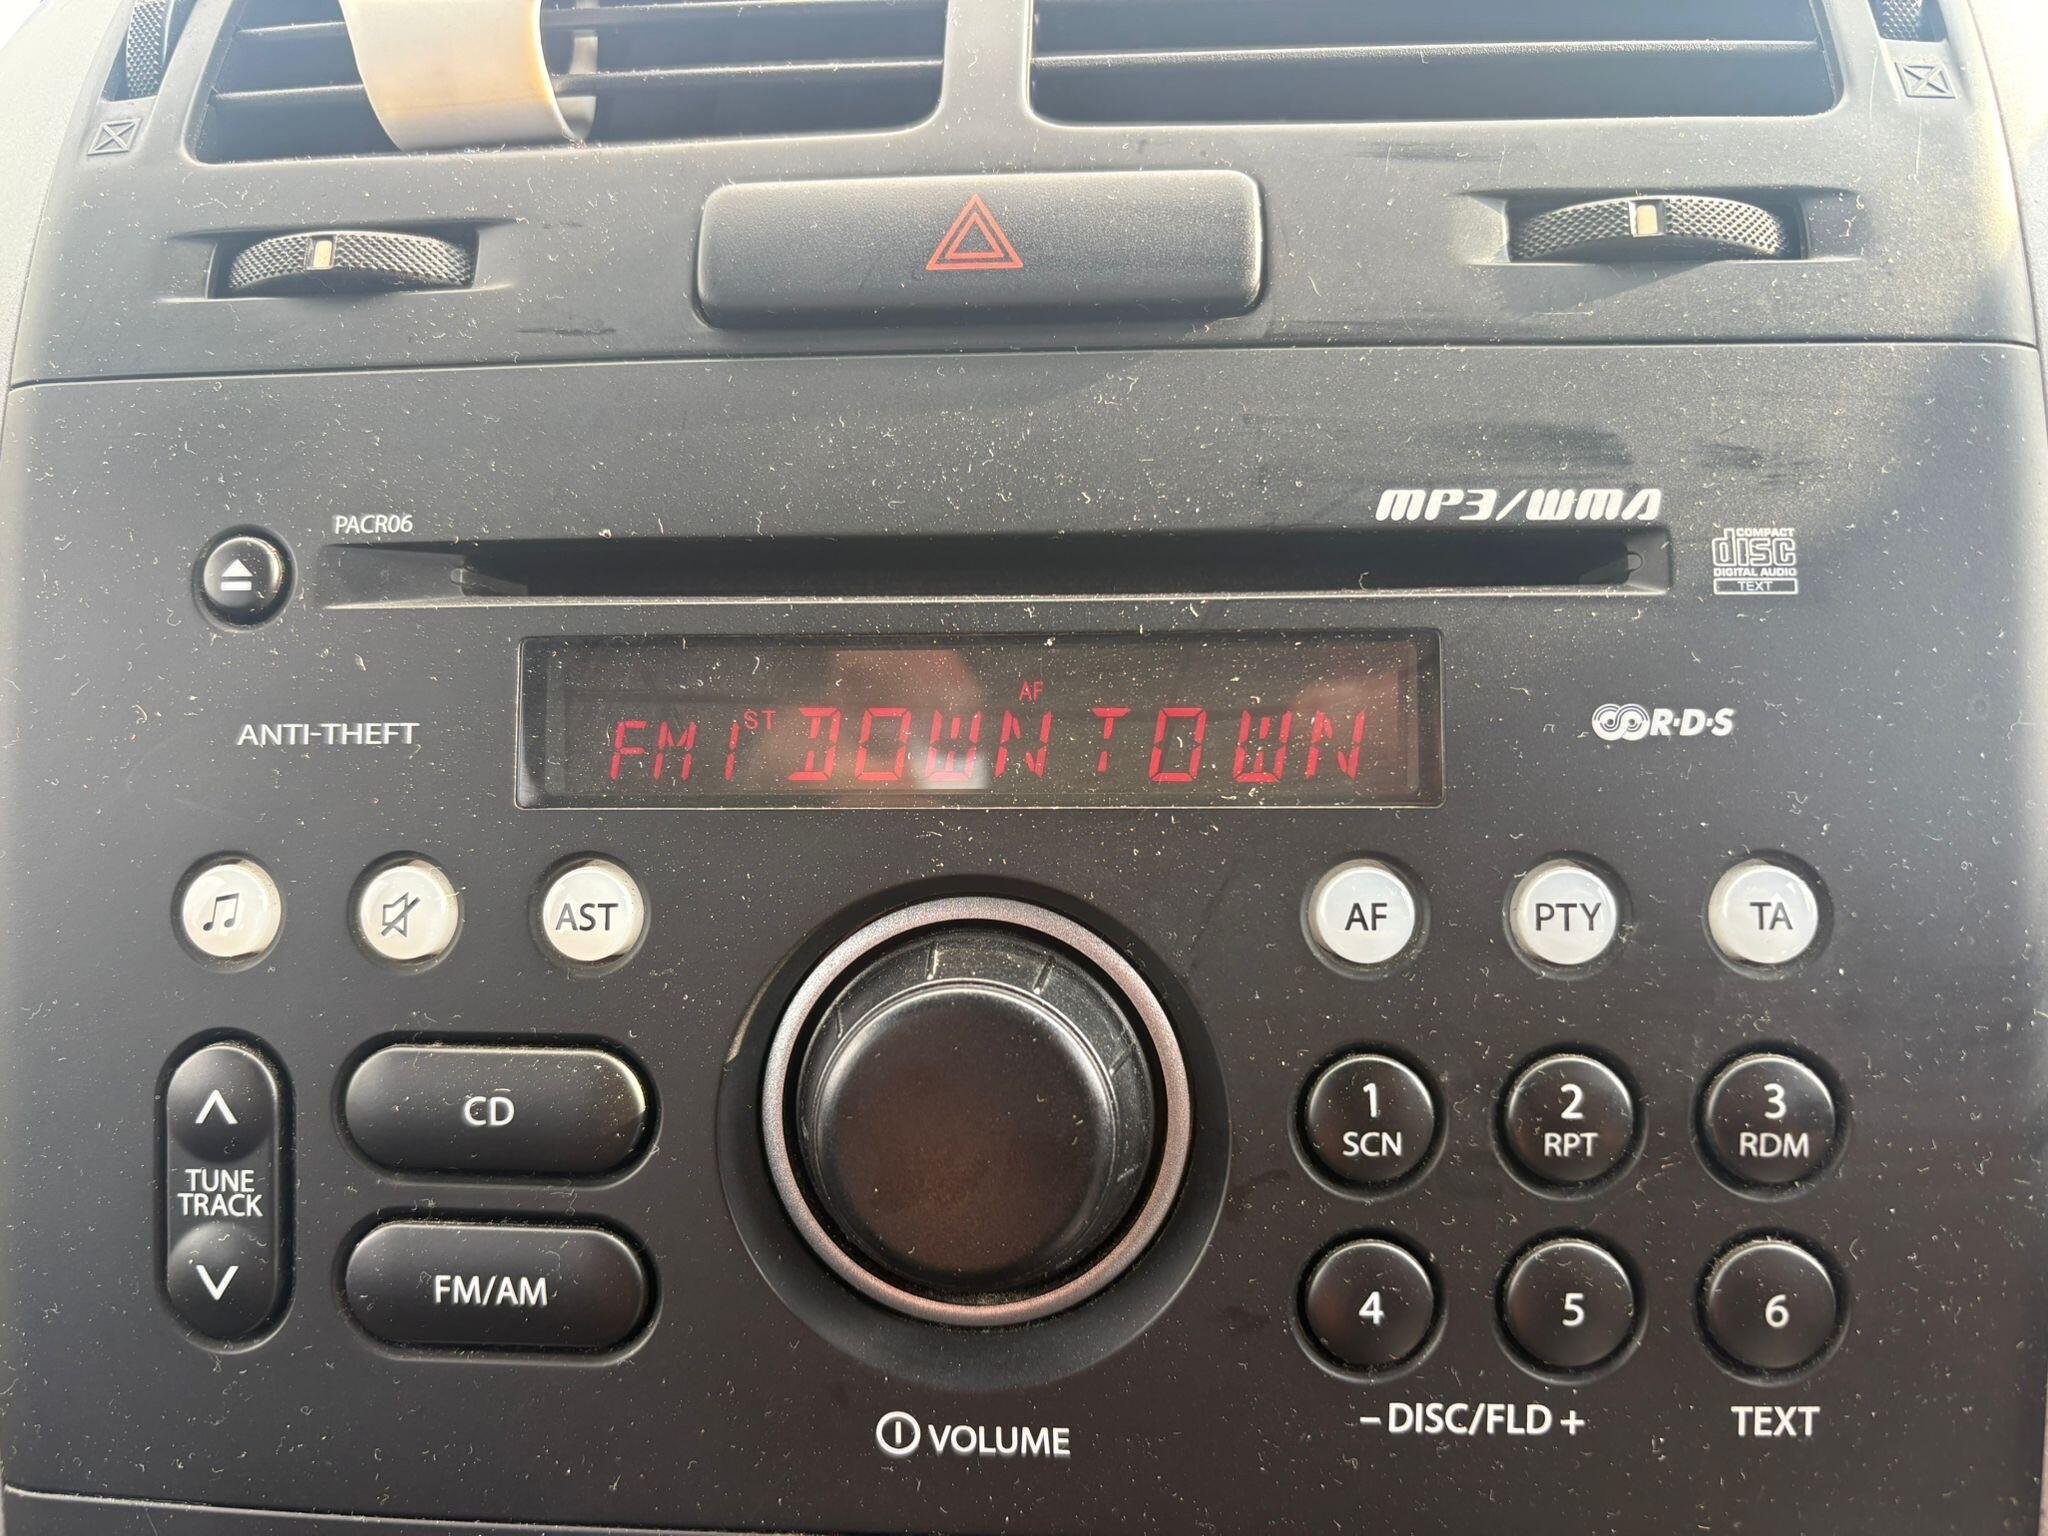 PACR06
MP3/WMA
COMPACT
disc
DIGITAL AUDIO
TEXT
AF
FM1 ST DOWNTOWN
ANTI-THEFT
R·D·S
AST
AF
PTY
TA
TUNE
TRACK
CD
FM/AM
1
SCN
2
RPT
3
RDM
4
5
6
– DISC/FLD +
TEXT
VOLUME